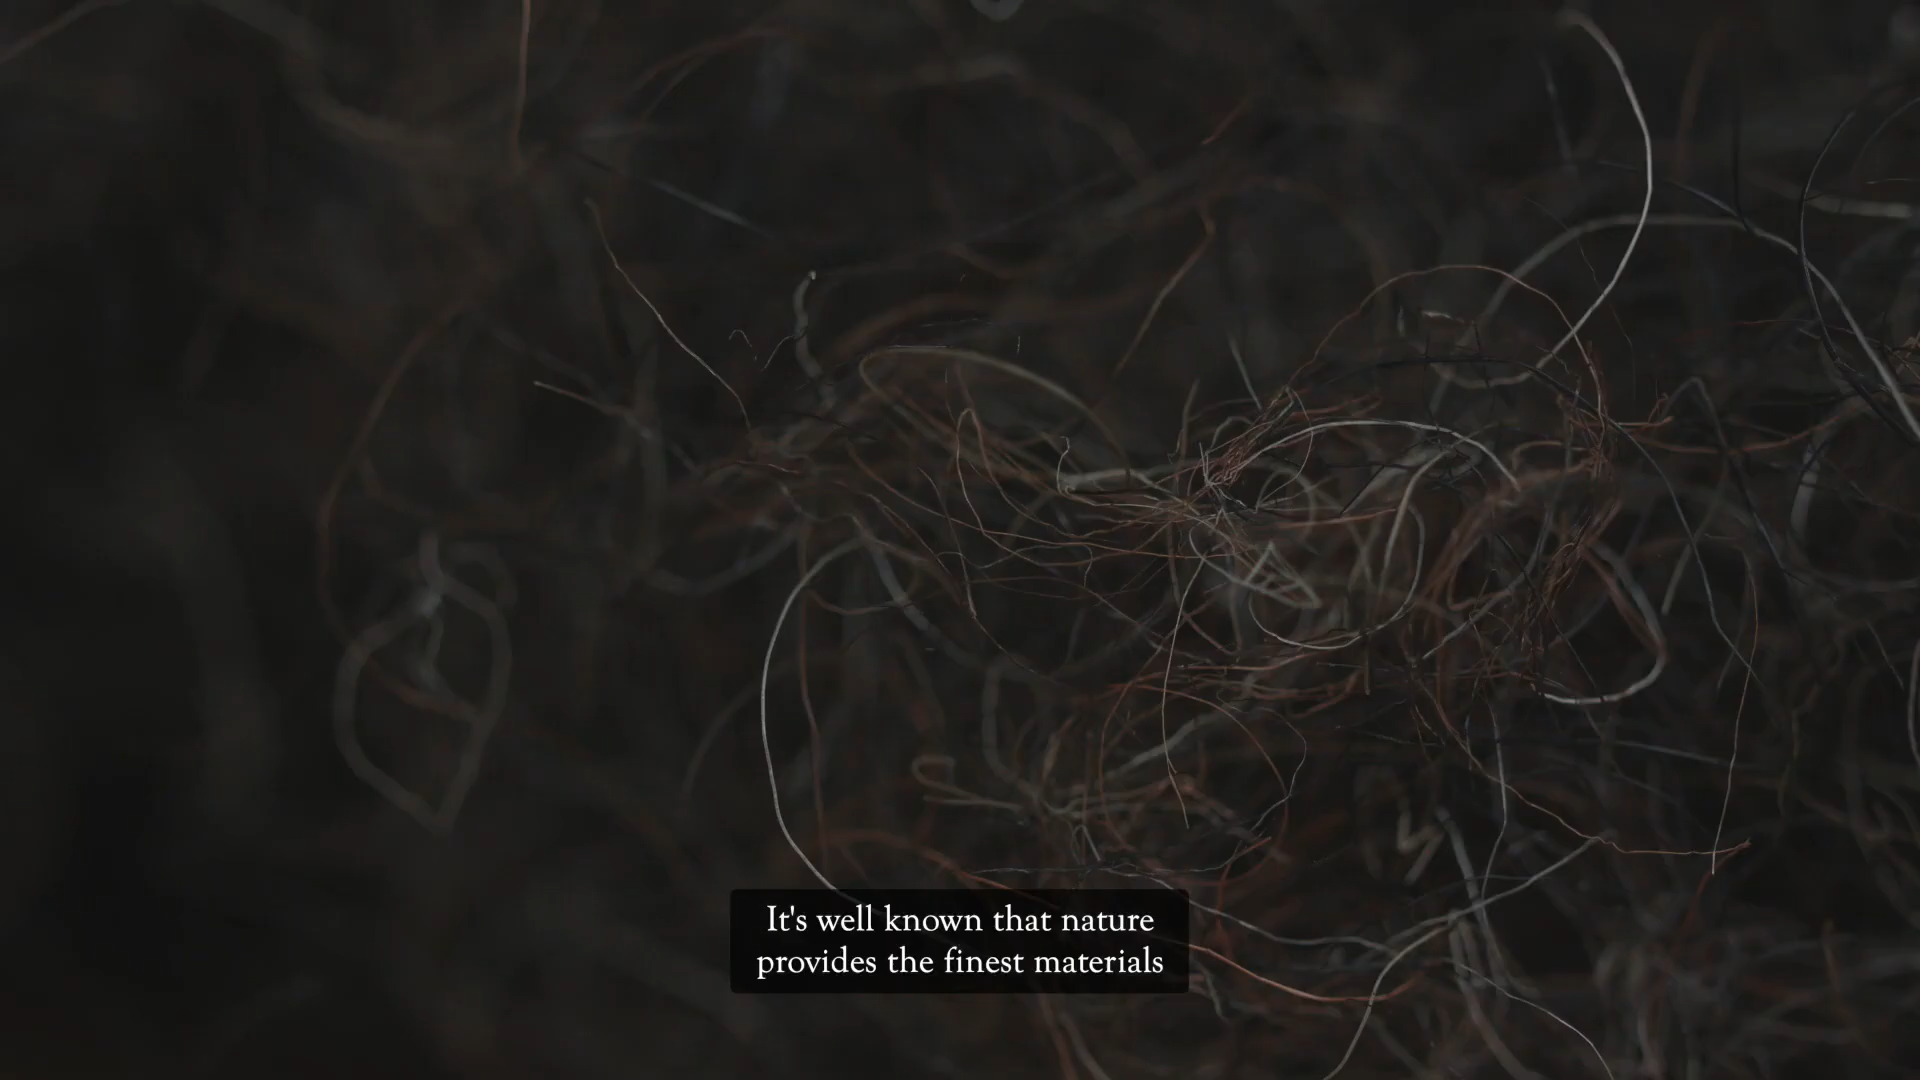 It's well known that nature
provides the finest materials